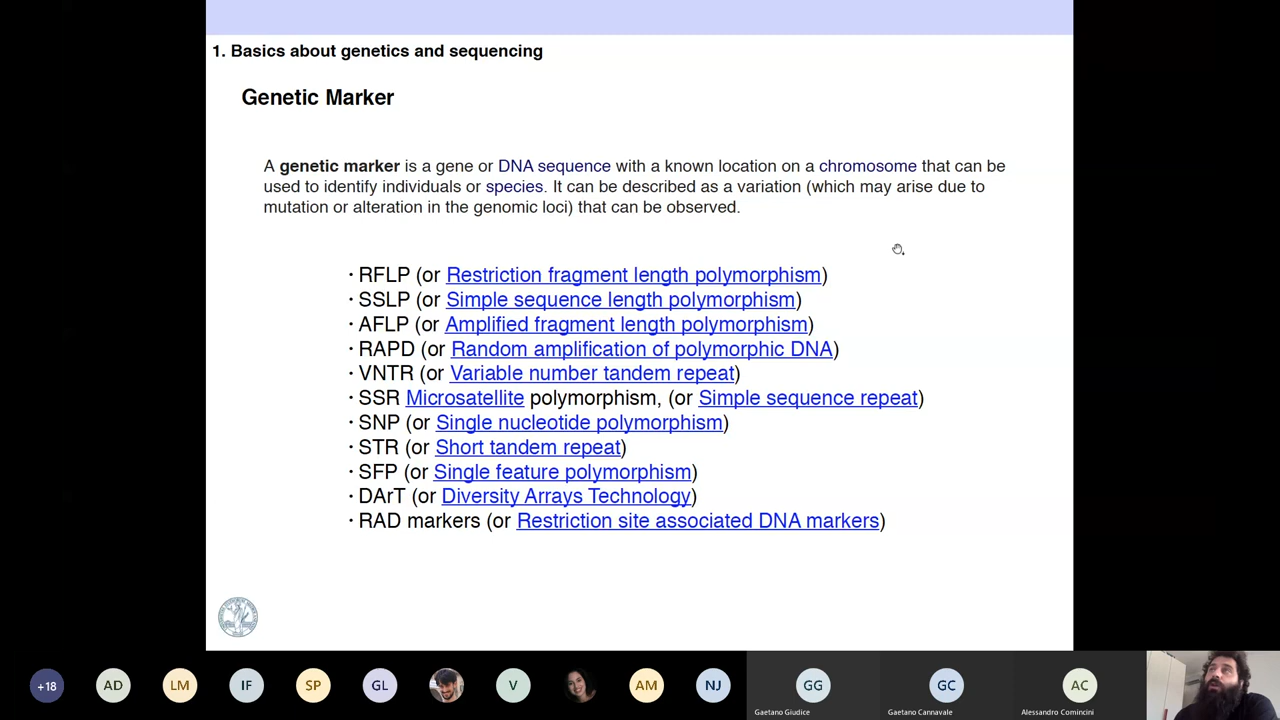 1. Basics about genetics and sequencing
Genetic Marker
A genetic marker is a gene or DNA sequence with a known location on a chromosome that can be
used to identify individuals or species. It can be described as a variation (which may arise due to
mutation or alteration in the genomic loci) that can be observed.
· RFLP (or Restriction fragment length polymorphism)
· SSLP (or Simple sequence length polymorphism)
· AFLP (or Amplified fragment length polymorphism)
· RAPD (or Random amplification of polymorphic DNA)
· VNTR (or Variable number tandem repeat)
· SSR Microsatellite polymorphism, (or Simple sequence repeat)
· SNP (or Single nucleotide polymorphism)
· STR (or Short tandem repeat)
· SFP (or Single feature polymorphism)
· DArT (or Diversity Arrays Technology)
· RAD markers (or Restriction site associated DNA markers)
+18 AD LM IF SP GL V AM NJ GG GC AC
Gaetano Giudice Gaetano Cannavale Alessandro Comincini